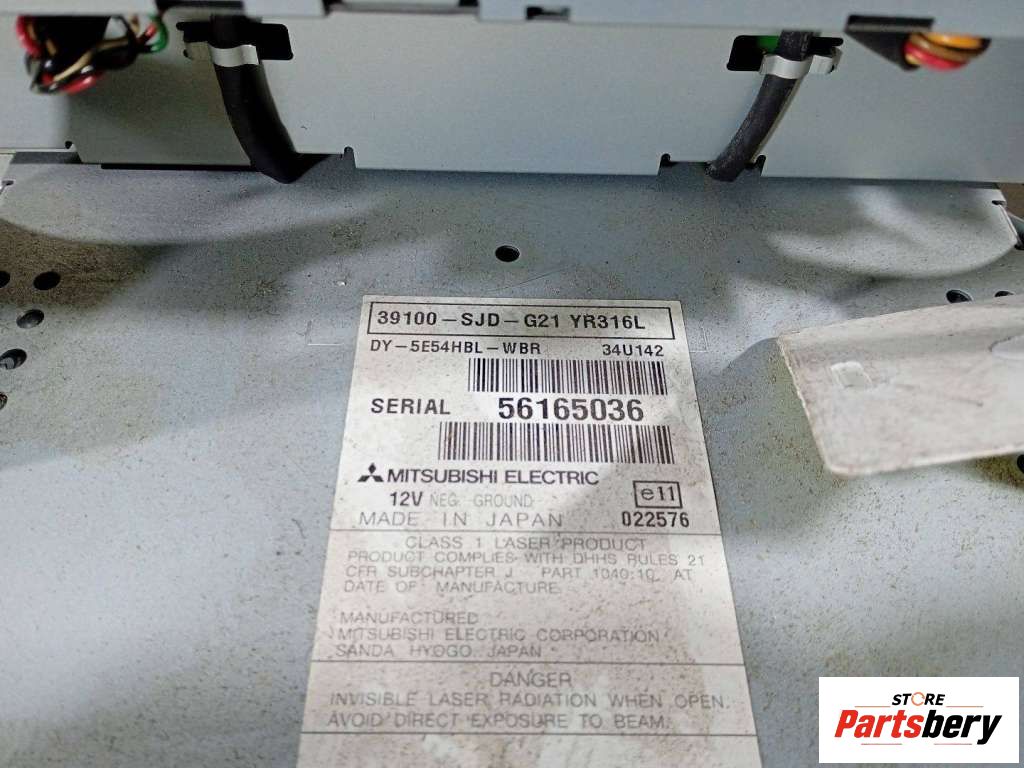 39100-SJD-G21 YR316L
DY-5E54HBL-WBR 34U142
SERIAL 56165036
MITSUBISHI ELECTRIC
12V NEG. GROUND e11
MADE IN JAPAN 022576
CLASS 1 LASER PRODUCT
PRODUCT COMPLIES WITH DHHS RULES 21
CFR SUBCHAPTER J PART 1040:10, AT
DATE OF MANUFACTURE.
MANUFACTURED
MITSUBISHI ELECTRIC CORPORATION
SANDA HYOGO JAPAN
DANGER
INVISIBLE LASER RADIATION WHEN OPEN.
AVOID DIRECT EXPOSURE TO BEAM.
STORE
Partsbery